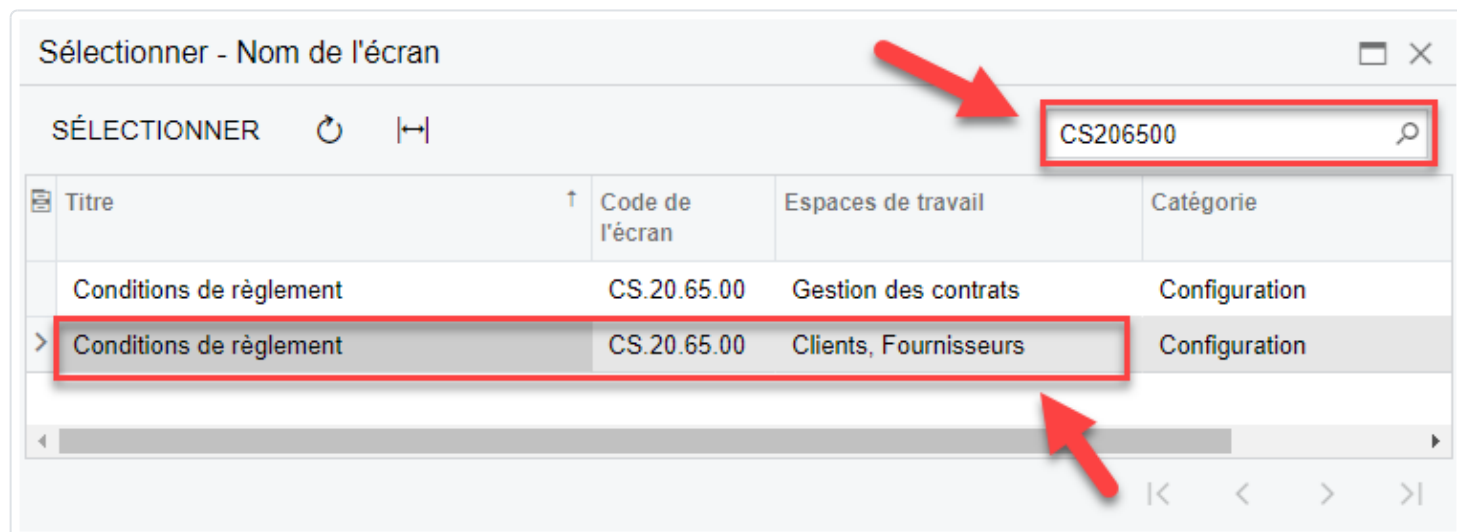 Sélectionner - Nom de l'écran
SÉLECTIONNER
CS206500
Titre
Code de
l'écran
Espaces de travail
Catégorie
Conditions de règlement CS.20.65.00 Gestion des contrats Configuration
Conditions de règlement CS.20.65.00 Clients, Fournisseurs Configuration